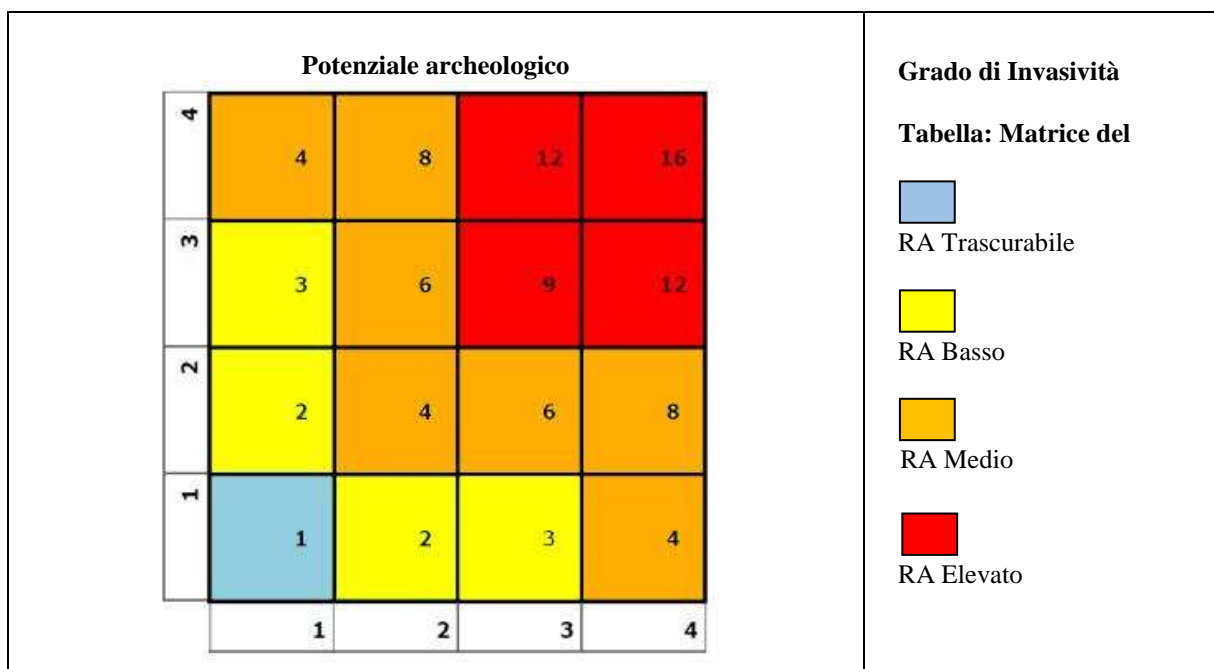 Potenziale archeologico
4 4 8 12 16
3 3 6 9 12
2 2 4 6 8
1 1 2 3 4
1 2 3 4
Grado di Invasività
Tabella: Matrice del
RA Trascurabile
RA Basso
RA Medio
RA Elevato